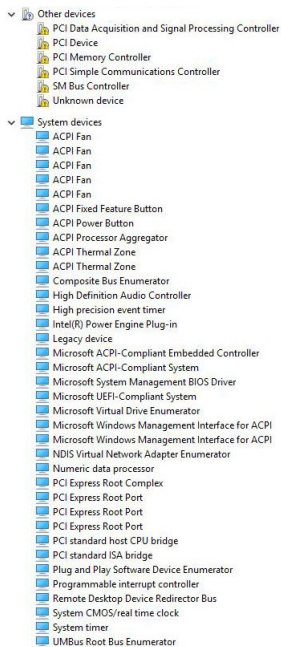 Other devices
PCI Data Acquisition and Signal Processing Controller
PCI Device
PCI Memory Controller
PCI Simple Communications Controller
SM Bus Controller
Unknown device
System devices
ACPI Fan
ACPI Fan
ACPI Fan
ACPI Fan
ACPI Fan
ACPI Fixed Feature Button
ACPI Power Button
ACPI Processor Aggregator
ACPI Thermal Zone
ACPI Thermal Zone
Composite Bus Enumerator
High Definition Audio Controller
High precision event timer
Intel(R) Power Engine Plug-in
Legacy device
Microsoft ACPI-Compliant Embedded Controller
Microsoft ACPI-Compliant System
Microsoft System Management BIOS Driver
Microsoft UEFI-Compliant System
Microsoft Virtual Drive Enumerator
Microsoft Windows Management Interface for ACPI
Microsoft Windows Management Interface for ACPI
NDIS Virtual Network Adapter Enumerator
Numeric data processor
PCI Express Root Complex
PCI Express Root Port
PCI Express Root Port
PCI Express Root Port
PCI standard host CPU bridge
PCI standard ISA bridge
Plug and Play Software Device Enumerator
Programmable interrupt controller
Remote Desktop Device Redirector Bus
System CMOS/real time clock
System timer
UMBus Root Bus Enumerator